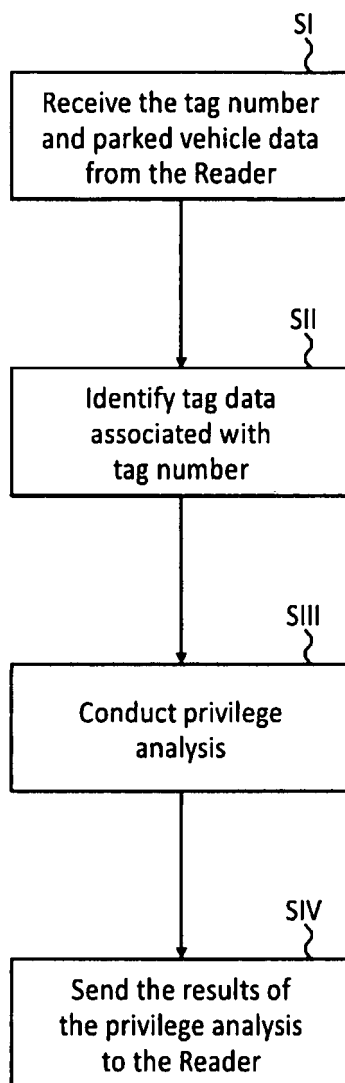 SI
Receive the tag number
and parked vehicle data
from the Reader
SII
Identify tag data
associated with
tag number
SIII
Conduct privilege
analysis
SIV
Send the results of
the privilege analysis
to the Reader